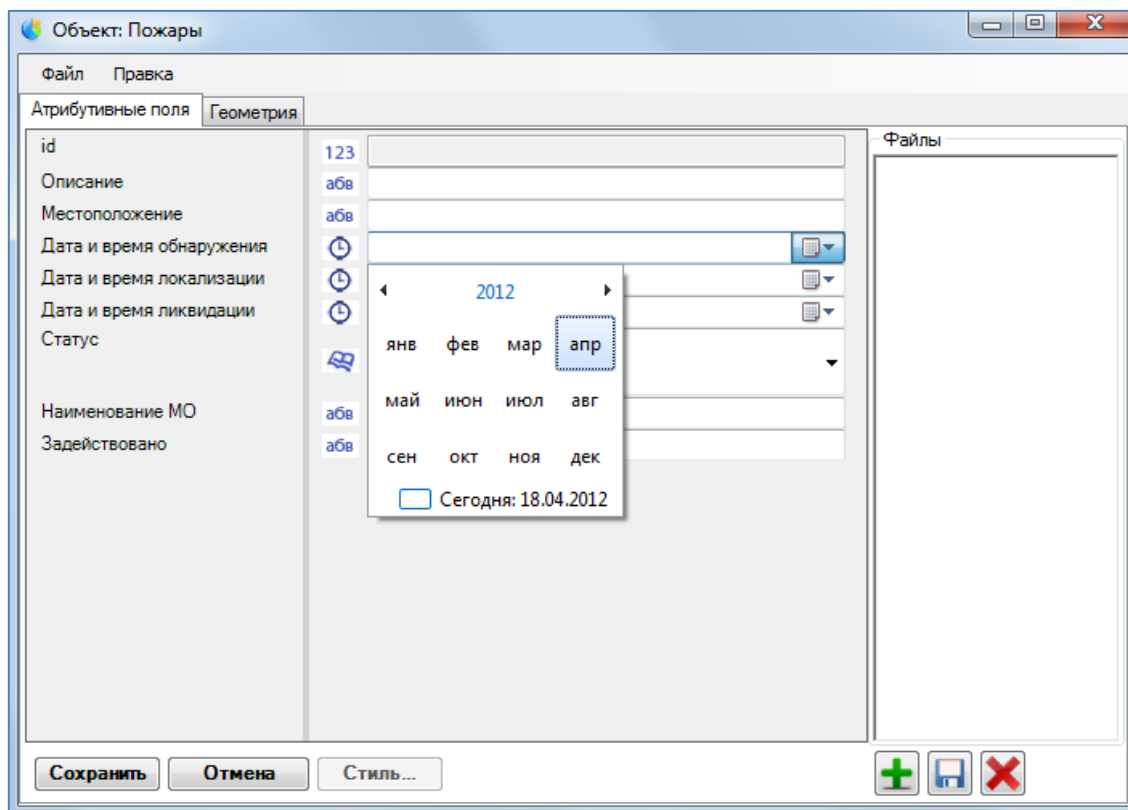 Объект: Пожары
Файл Правка
Атрибутивные поля Геометрия
id 123
Файлы
Описание абв
Местоположение абв
Дата и время обнаружения
Дата и время локализации
Дата и время ликвидации
2012
Статус
янв фев мар апр
май июн июл авг
Наименование МО абв
Задействовано абв
сен окт ноя дек
Сегодня: 18.04.2012
Сохранить Отмена Стиль...